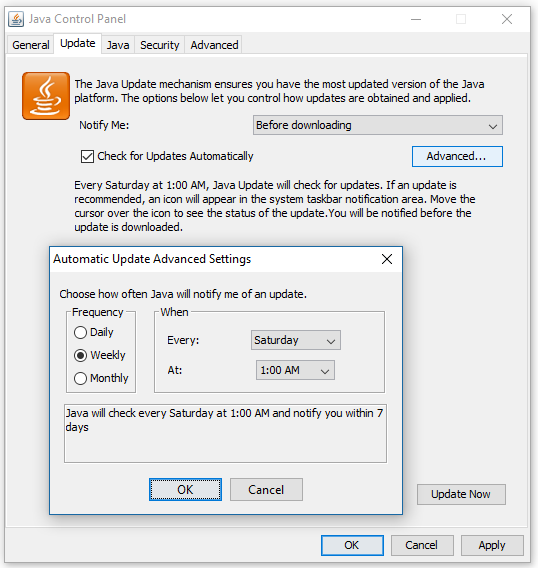 Java Control Panel
General Update Java Security Advanced
The Java Update mechanism ensures you have the most updated version of the Java
platform. The options below let you control how updates are obtained and applied.
Notify Me: Before downloading
Check for Updates Automatically Advanced...
Every Saturday at 1:00 AM, Java Update will check for updates. If an update is
recommended, an icon will appear in the system taskbar notification area. Move the
cursor over the icon to see the status of the update.You will be notified before the
update is downloaded.
Automatic Update Advanced Settings
Choose how often Java will notify me of an update.
Frequency When
Daily
Every: Saturday
Weekly
At: 1:00 AM
Monthly
Java will check every Saturday at 1:00 AM and notify you within 7
days
OK Cancel
Update Now
OK Cancel Apply